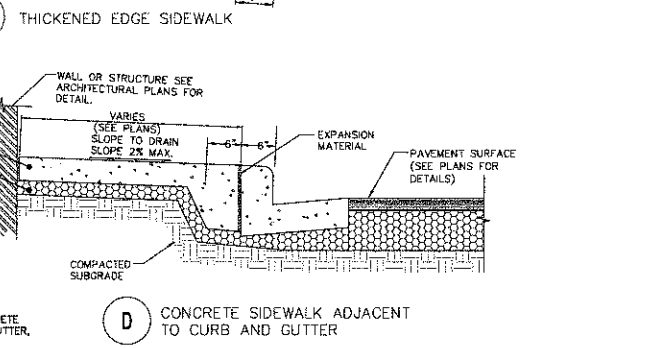 THICKENED EDGE SIDEWALK
WALL OR STRUCTURE SEE
ARCHITECTURAL PLANS FOR
DETAIL.
VARIES
(SEE PLANS)
SLOPE TO DRAIN
SLOPE 2% MAX.
6"
6"
EXPANSION
MATERIAL
PAVEMENT SURFACE
(SEE PLANS FOR
DETAILS)
COMPACTED
SUBGRADE
D
CONCRETE SIDEWALK ADJACENT
TO CURB AND GUTTER